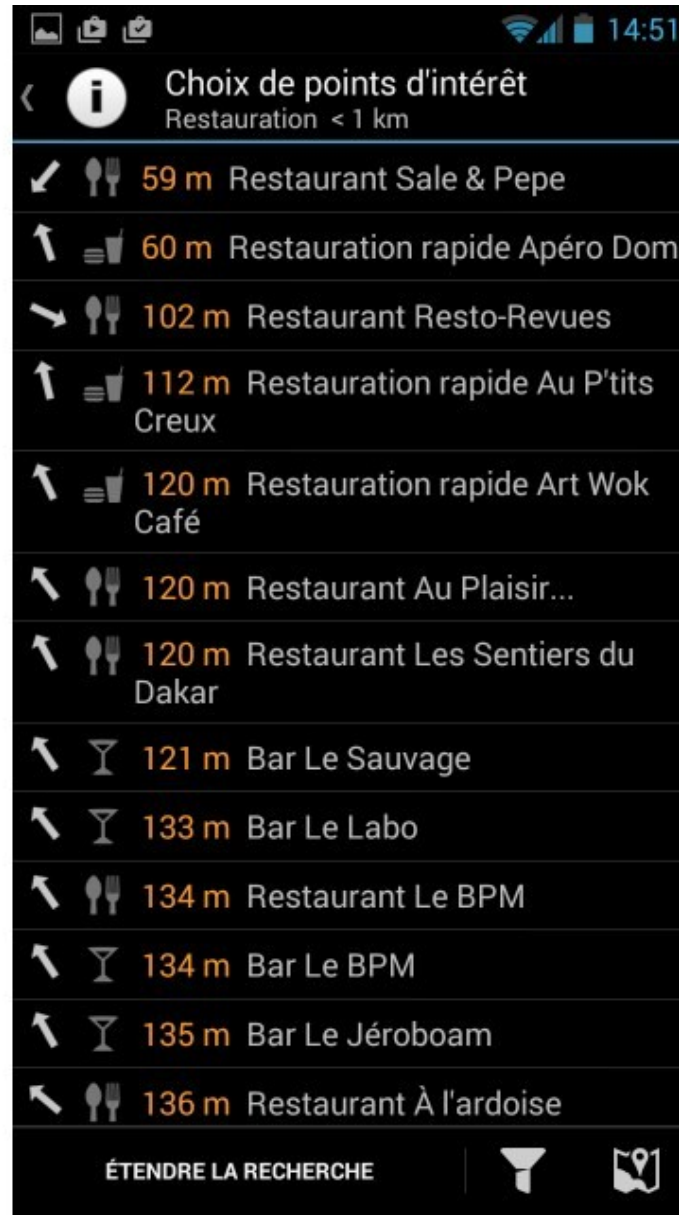 14:51
Choix de points d'intérêt
Restauration < 1 km
59 m Restaurant Sale & Pepe
60 m Restauration rapide Apéro Dom
102 m Restaurant Resto-Revues
112 m Restauration rapide Au P'tits
Creux
120 m Restauration rapide Art Wok
Café
120 m Restaurant Au Plaisir...
120 m Restaurant Les Sentiers du
Dakar
121 m Bar Le Sauvage
133 m Bar Le Labo
134 m Restaurant Le BPM
134 m Bar Le BPM
135 m Bar Le Jéroboam
136 m Restaurant À l'ardoise
ÉTENDRE LA RECHERCHE